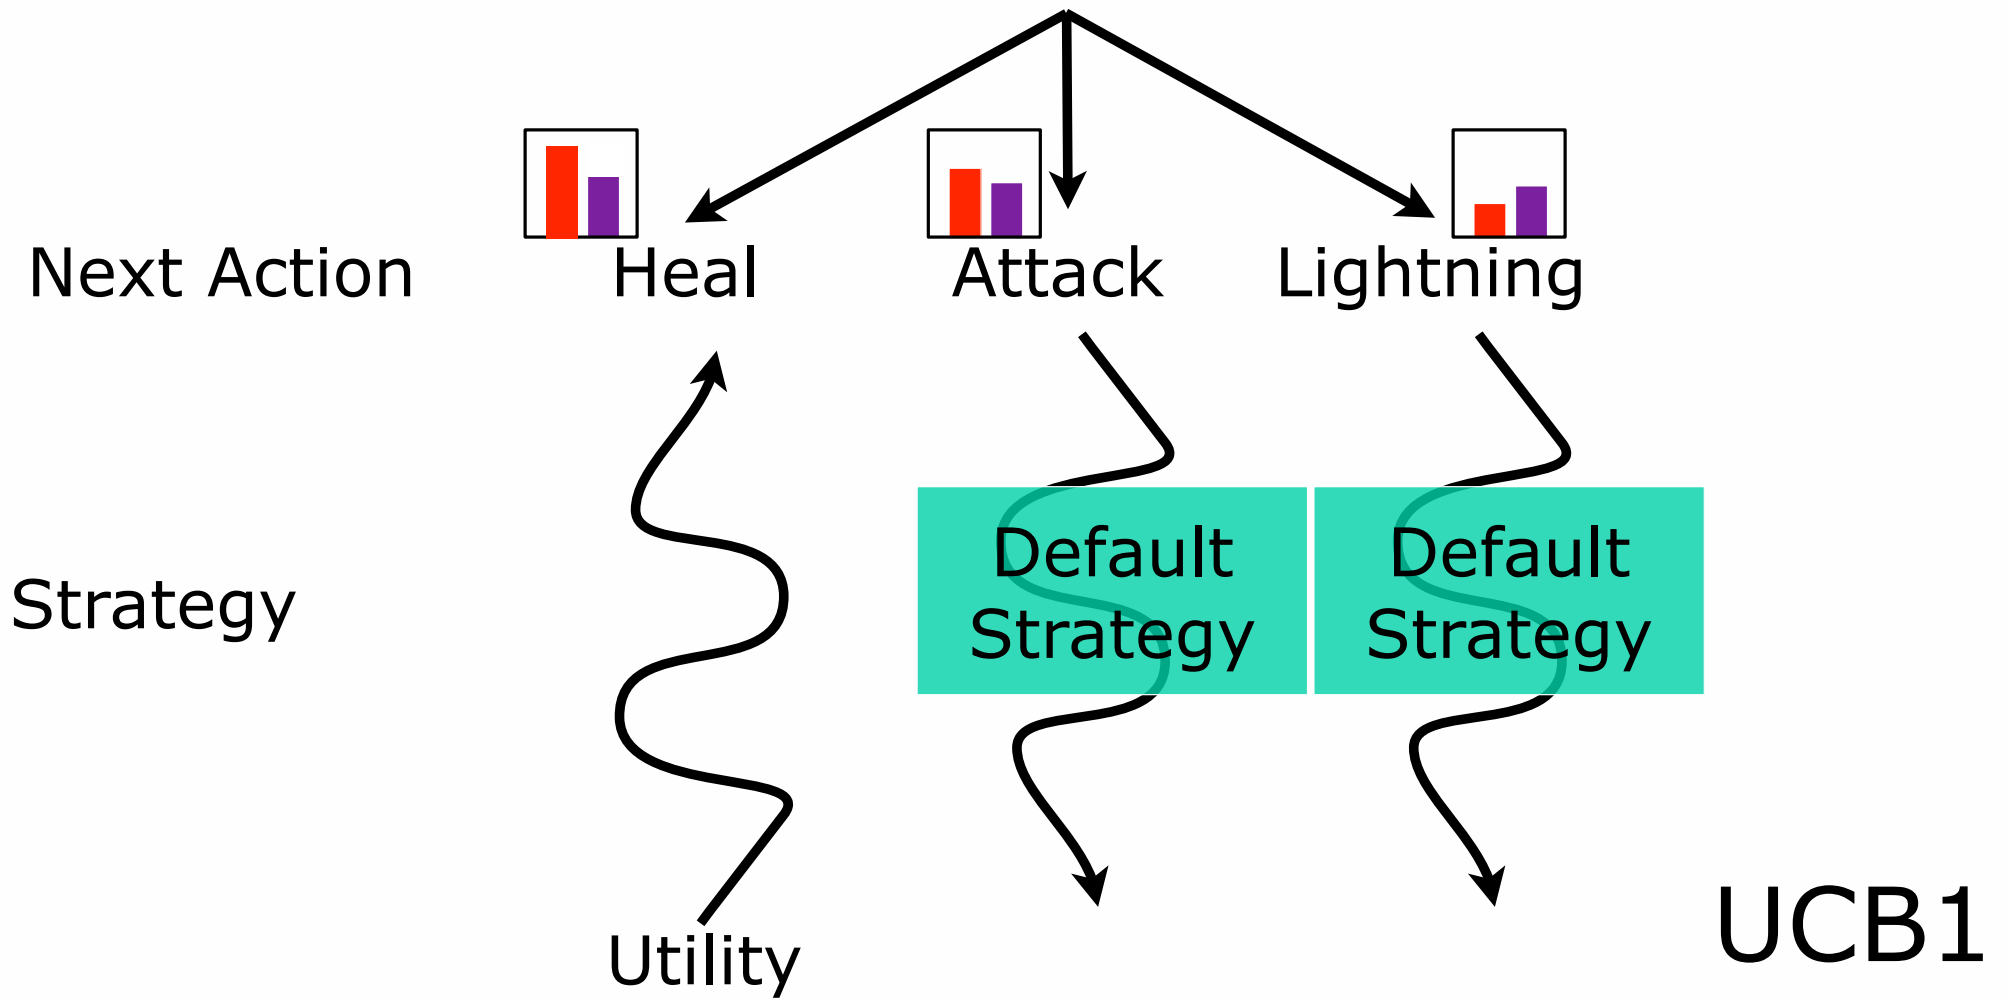 Next Action
Heal
Attack
Lightning
Strategy
Default
Strategy
Default
Strategy
Utility
UCB1